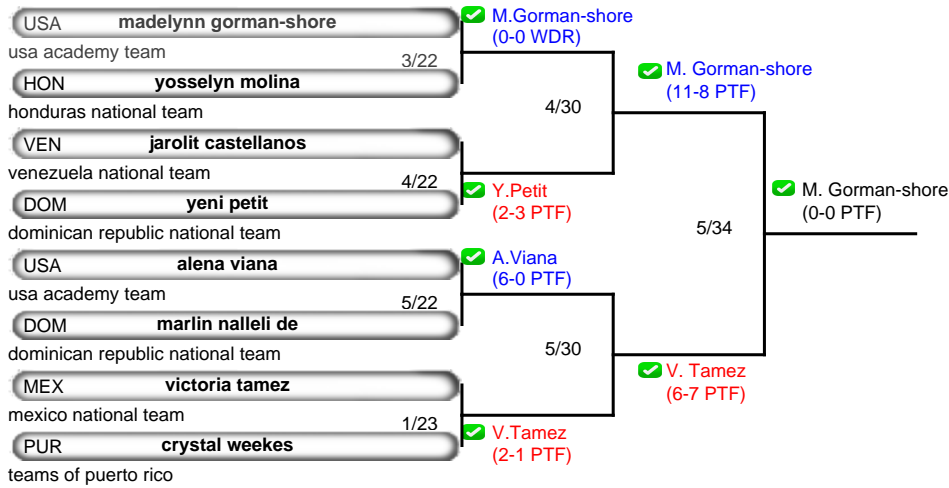 USA madelynn gorman-shore
usa academy team
3/22
HON yosselyn molina
honduras national team
VEN jarolit castellanos
venezuela national team
4/22
DOM yeni petit
dominican republic national team
USA alena viana
usa academy team
5/22
DOM marlin nalleli de
dominican republic national team
MEX victoria tamez
mexico national team
1/23
PUR crystal weekes
teams of puerto rico
M.Gorman-shore
(0-0 WDR)
4/30
Y.Petit
(2-3 PTF)
A.Viana
(6-0 PTF)
5/30
V.Tamez
(2-1 PTF)
M. Gorman-shore
(11-8 PTF)
5/34
V. Tamez
(6-7 PTF)
M. Gorman-shore
(0-0 PTF)